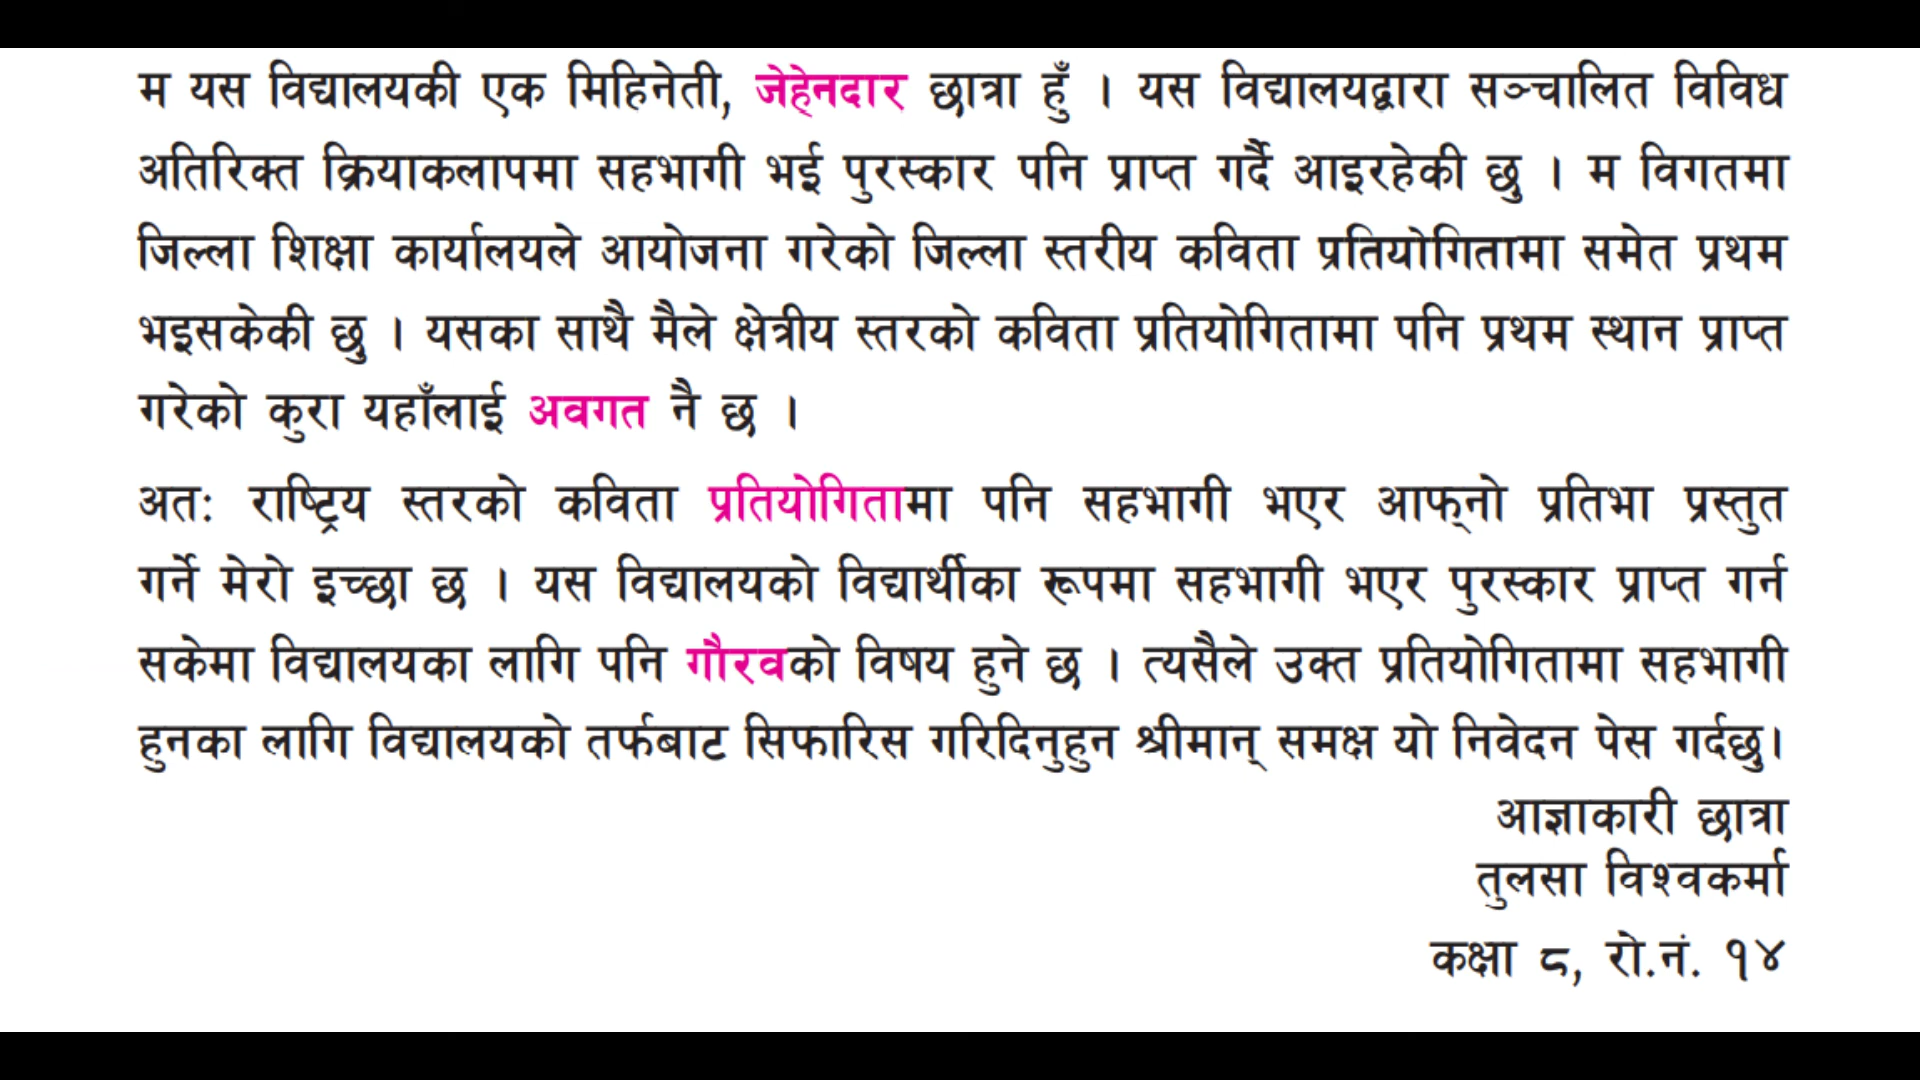 म यस विद्यालयकी एक मिहिनेती, जेहेनदार छात्रा हुँ । यस विद्यालयद्वारा सञ्चालित विविध
अतिरिक्त क्रियाकलापमा सहभागी भई पुरस्कार पनि प्राप्त गर्दै आइरहेकी छु । म विगतमा
जिल्ला शिक्षा कार्यालयले आयोजना गरेको जिल्ला स्तरीय कविता प्रतियोगितामा समेत प्रथम
भइसकेकी छु । यसका साथै मैले क्षेत्रीय स्तरको कविता प्रतियोगितामा पनि प्रथम स्थान प्राप्त
गरेको कुरा यहाँलाई अवगत नै छ ।
अतः राष्ट्रिय स्तरको कविता प्रतियोगितामा पनि सहभागी भएर आफ्‌नो प्रतिभा प्रस्तुत
गर्ने मेरो इच्छा छ । यस विद्यालयको विद्यार्थीका रूपमा सहभागी भएर पुरस्कार प्राप्त गर्न
सकेमा विद्यालयका लागि पनि गौरवको विषय हुने छ । त्यसैले उक्त प्रतियोगितामा सहभागी
हुनका लागि विद्यालयको तर्फबाट सिफारिस गरिदिनुहुन श्रीमान् समक्ष यो निवेदन पेस गर्दछु।
आज्ञाकारी छात्रा
तुलसा विश्वकर्मा
कक्षा ८, रो.नं. १४